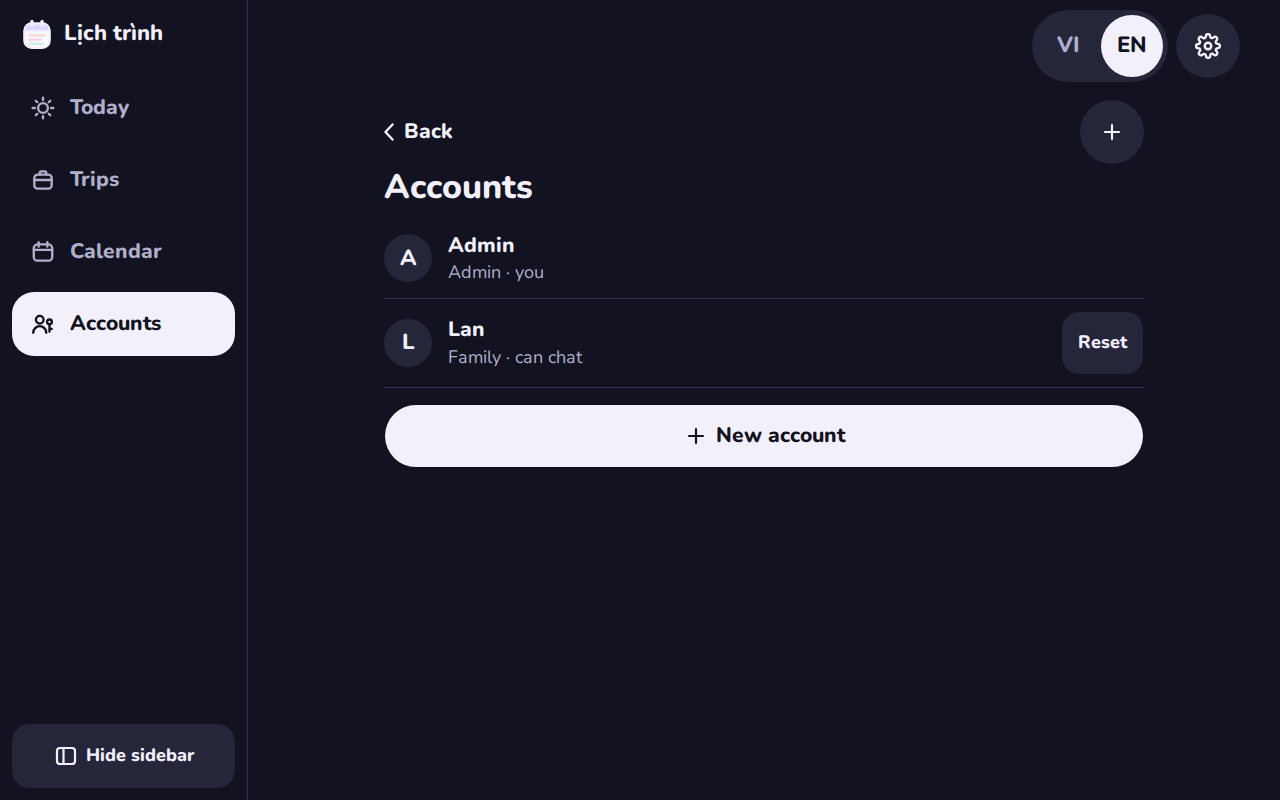 Lịch trình
VI
EN
Today
Trips
Calendar
Accounts
Back
Accounts
A
Admin
Admin · you
L
Lan
Family · can chat
Reset
New account
Hide sidebar